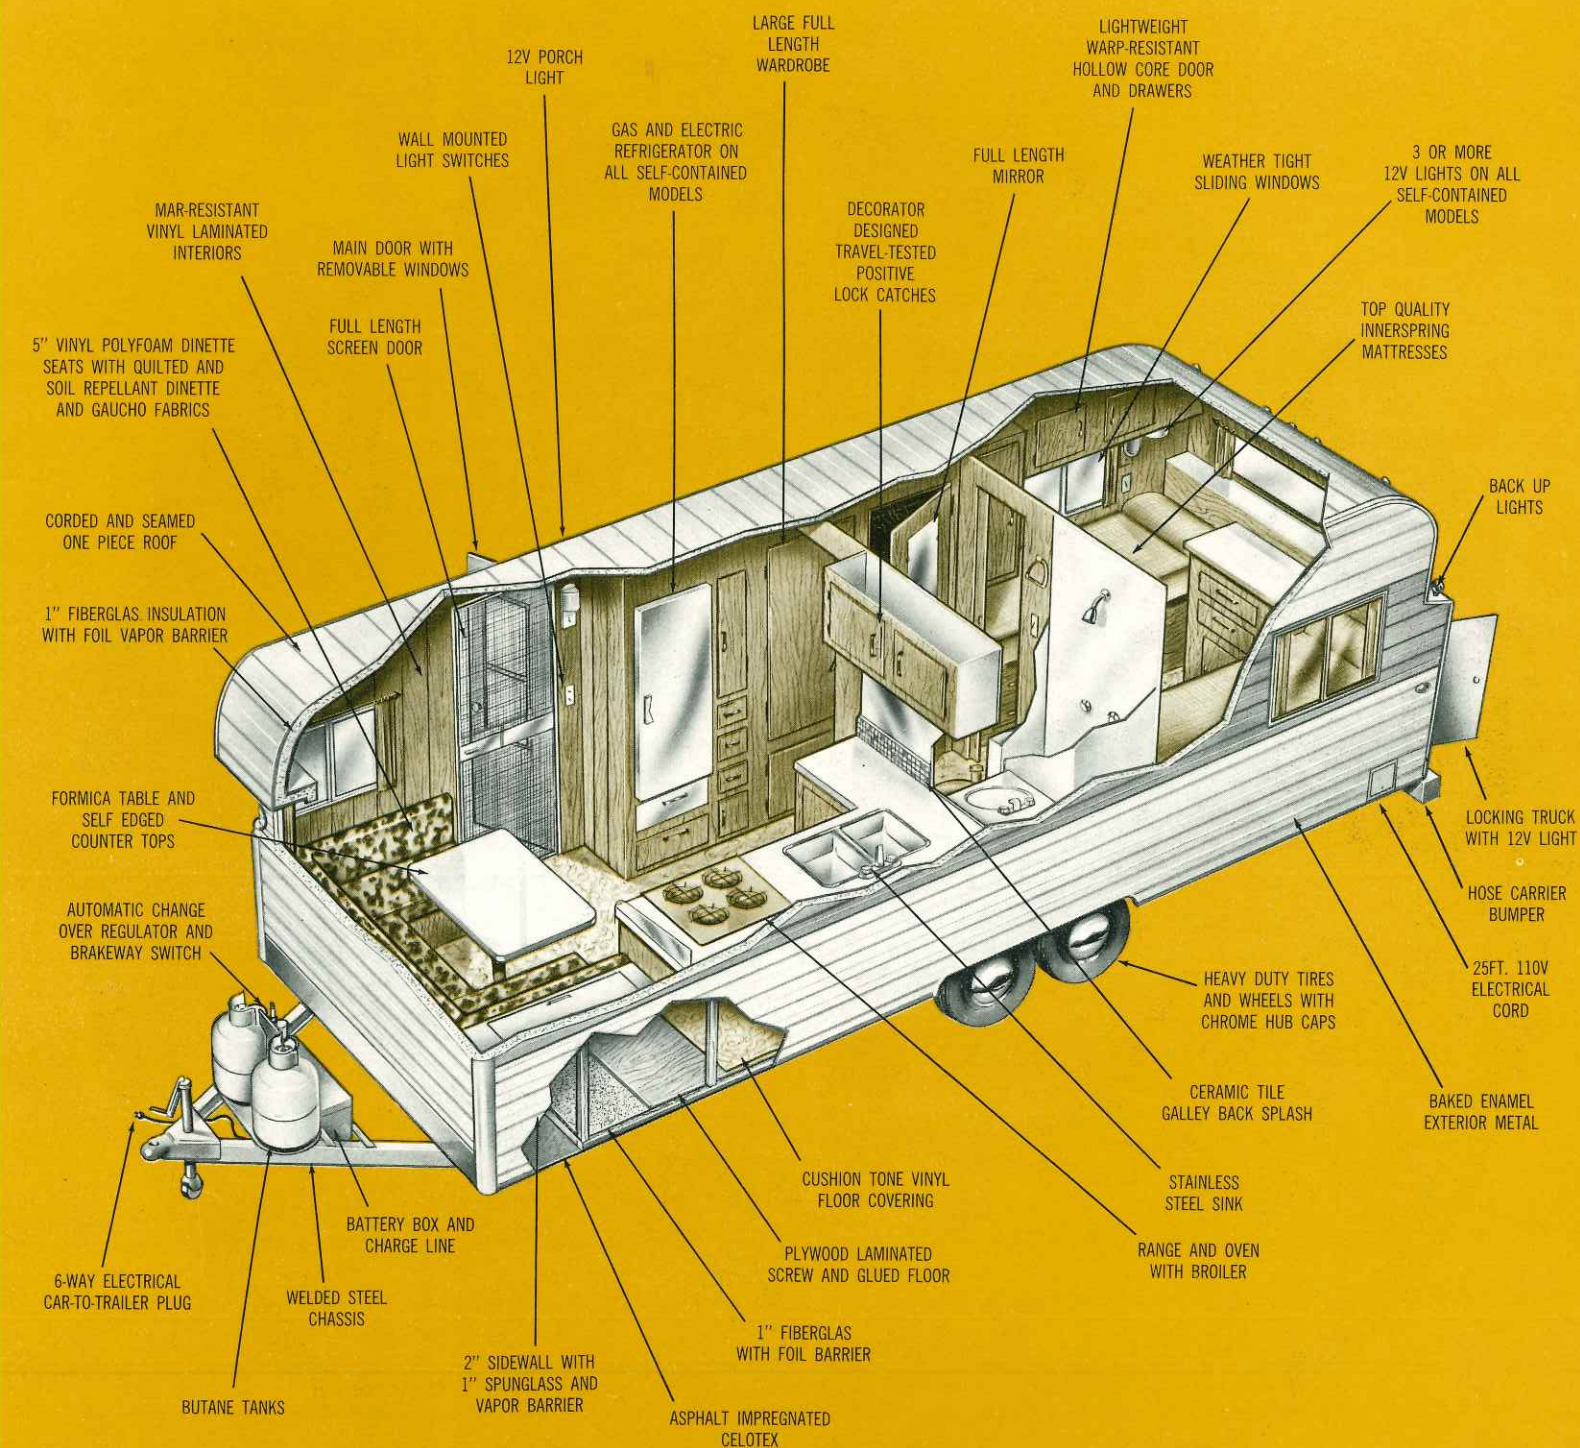 LARGE FULL
LENGTH
WARDROBE
LIGHTWEIGHT
WARP-RESISTANT
HOLLOW CORE DOOR
AND DRAWERS
12V PORCH
LIGHT
WALL MOUNTED
LIGHT SWITCHES
GAS AND ELECTRIC
REFRIGERATOR ON
ALL SELF-CONTAINED
MODELS
FULL LENGTH
MIRROR
WEATHER TIGHT
SLIDING WINDOWS
3 OR MORE
12V LIGHTS ON ALL
SELF-CONTAINED
MODELS
MAR-RESISTANT
VINYL LAMINATED
INTERIORS
MAIN DOOR WITH
REMOVABLE WINDOWS
DECORATOR
DESIGNED
TRAVEL-TESTED
POSITIVE
LOCK CATCHES
FULL LENGTH
SCREEN DOOR
TOP QUALITY
INNERSPRING
MATTRESSES
5" VINYL POLYFOAM DINETTE
SEATS WITH QUILTED AND
SOIL REPELLANT DINETTE
AND GAUCHO FABRICS
BACK UP
LIGHTS
CORDED AND SEAMED
ONE PIECE ROOF
1" FIBERGLAS INSULATION
WITH FOIL VAPOR BARRIER
FORMICA TABLE AND
SELF EDGED
COUNTER TOPS
LOCKING TRUCK
WITH 12V LIGHT
HOSE CARRIER
BUMPER
AUTOMATIC CHANGE
OVER REGULATOR AND
BRAKEWAY SWITCH
25FT. 110V
ELECTRICAL
CORD
HEAVY DUTY TIRES
AND WHEELS WITH
CHROME HUB CAPS
CERAMIC TILE
GALLEY BACK SPLASH
BAKED ENAMEL
EXTERIOR METAL
CUSHION TONE VINYL
FLOOR COVERING
STAINLESS
STEEL SINK
BATTERY BOX AND
CHARGE LINE
PLYWOOD LAMINATED
SCREW AND GLUED FLOOR
RANGE AND OVEN
WITH BROILER
6-WAY ELECTRICAL
CAR-TO-TRAILER PLUG
WELDED STEEL
CHASSIS
1" FIBERGLAS
WITH FOIL BARRIER
2" SIDEWALL WITH
1" SPUNGLASS AND
VAPOR BARRIER
BUTANE TANKS
ASPHALT IMPREGNATED
CELOTEX